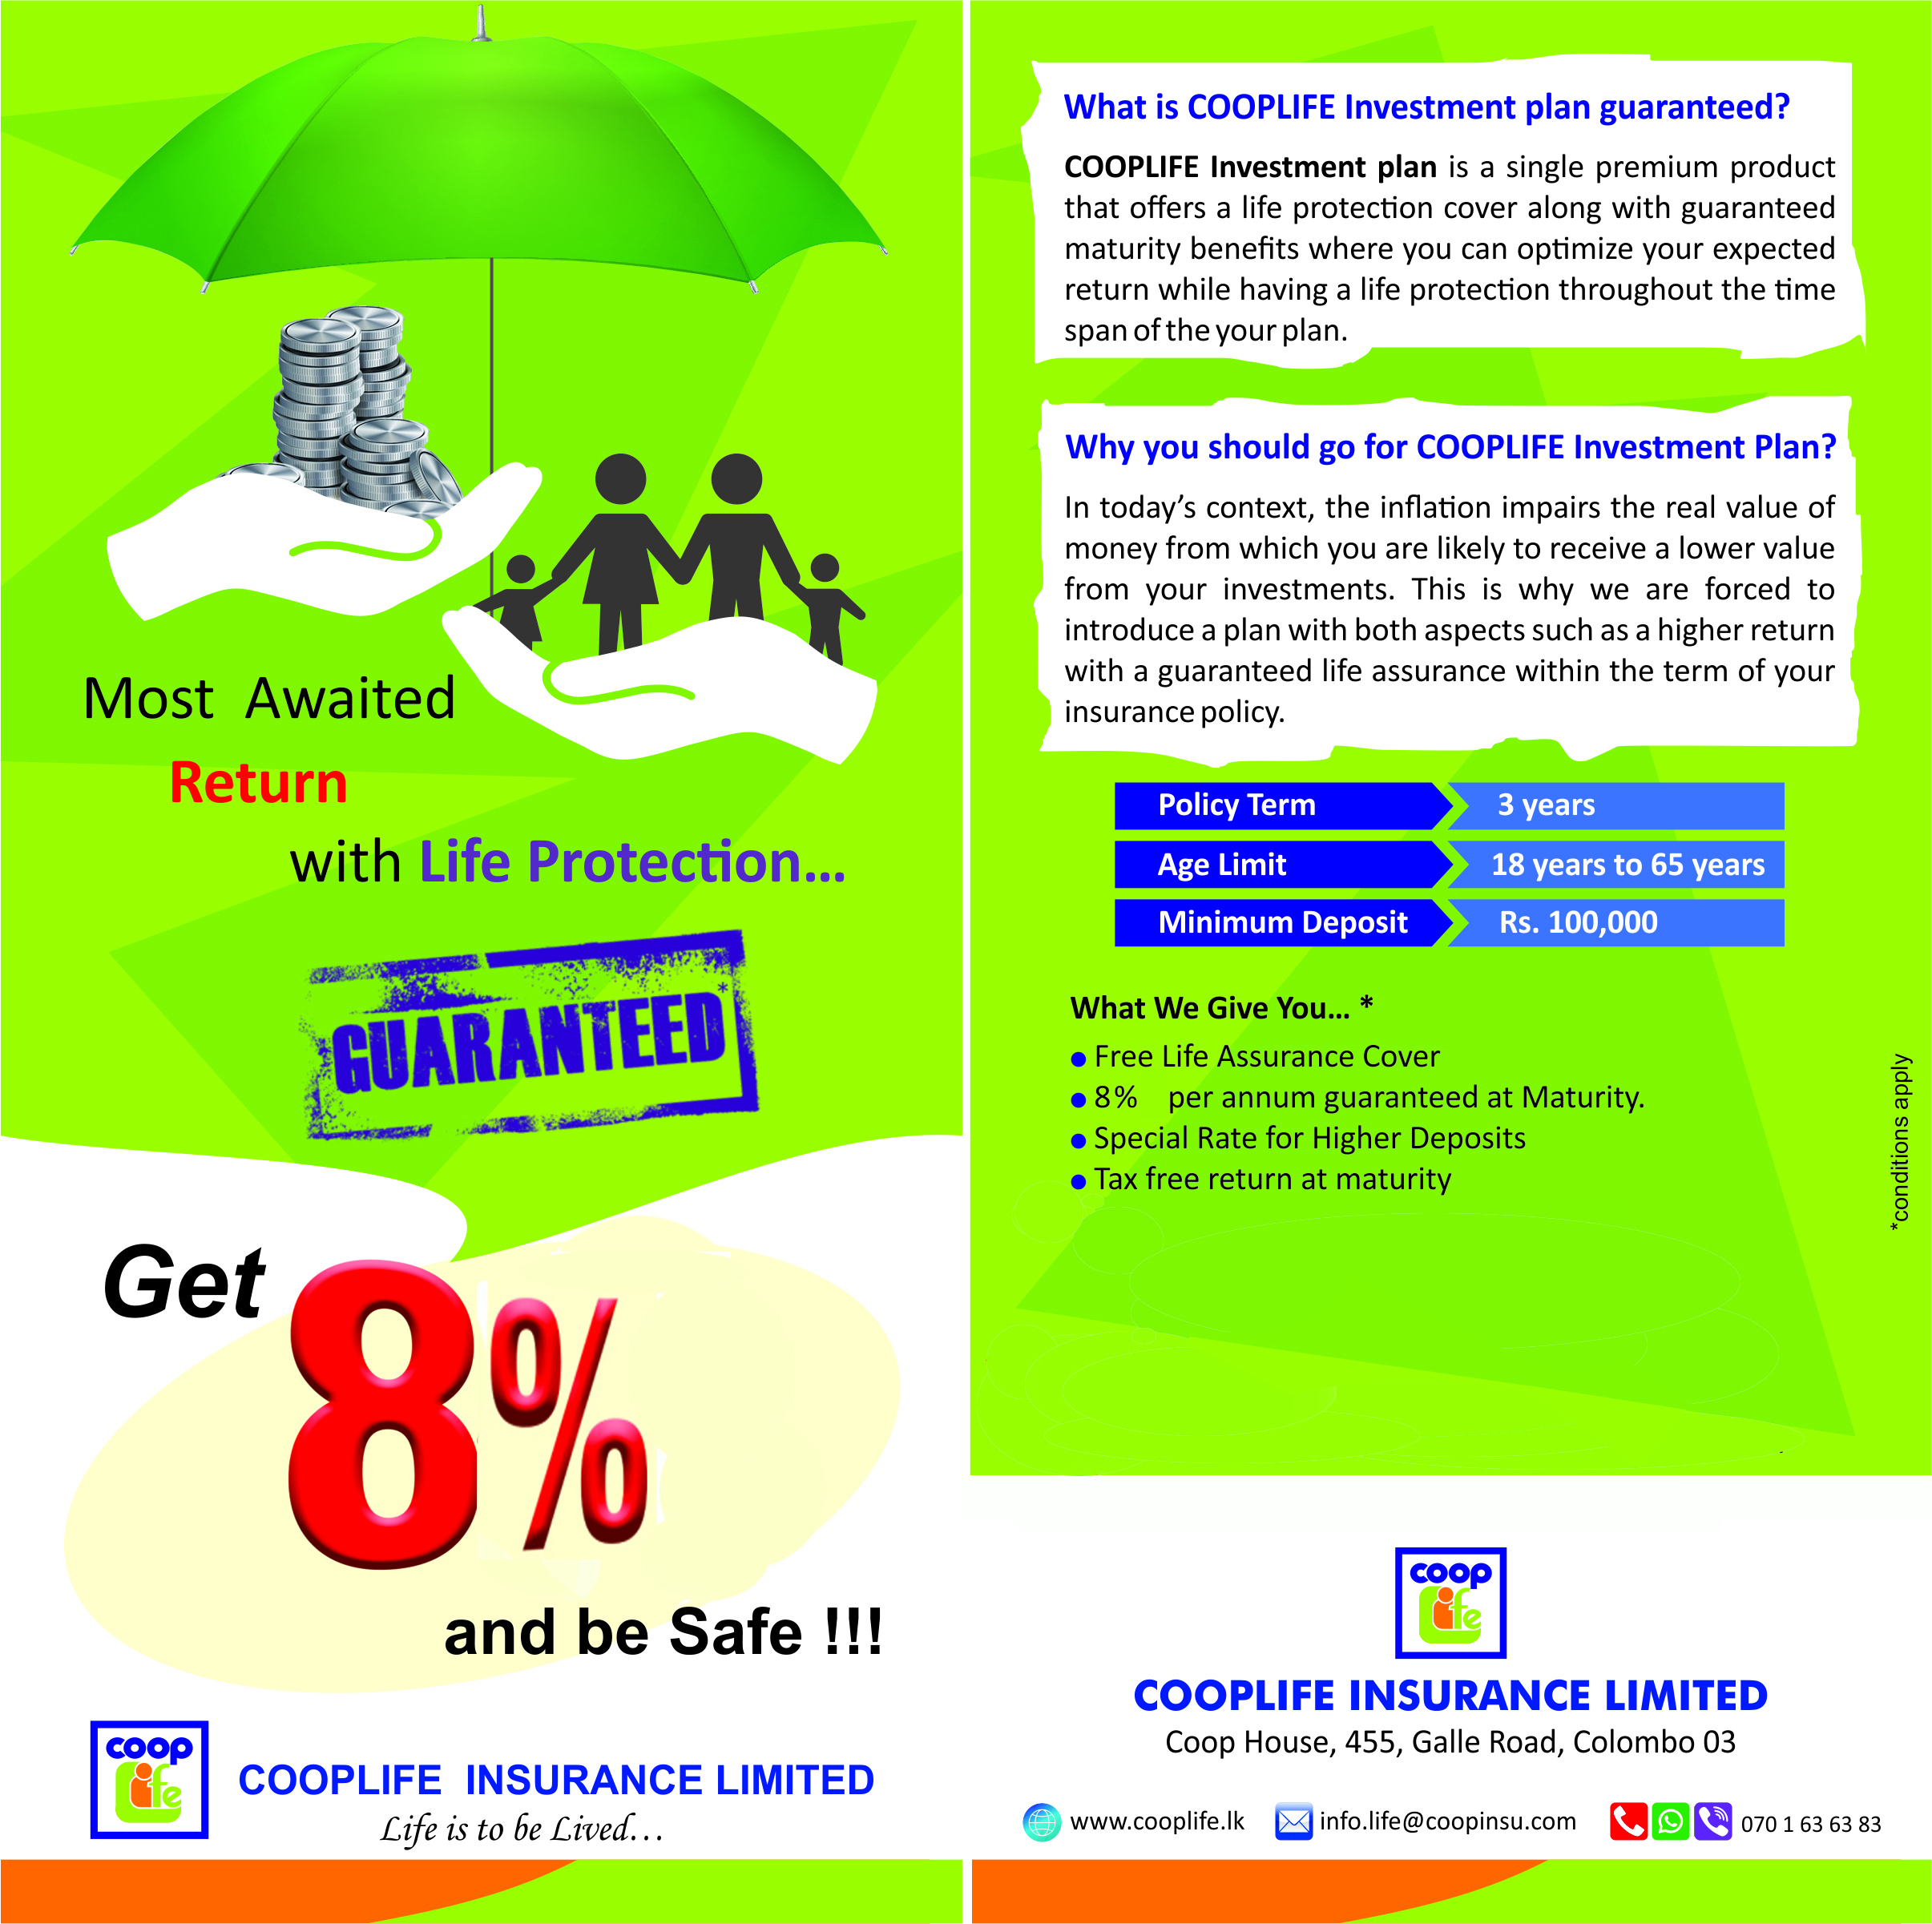 Most Awaited
Return
with Life Protection...
GUARANTEED*
Get 8%
and be Safe !!!
coop
life
COOPLIFE INSURANCE LIMITED
Life is to be Lived...
What is COOPLIFE Investment plan guaranteed?
COOPLIFE Investment plan is a single premium product
that offers a life protection cover along with guaranteed
maturity benefits where you can optimize your expected
return while having a life protection throughout the time
span of the your plan.
Why you should go for COOPLIFE Investment Plan?
In today's context, the inflation impairs the real value of
money from which you are likely to receive a lower value
from your investments. This is why we are forced to
introduce a plan with both aspects such as a higher return
with a guaranteed life assurance within the term of your
insurance policy.
Policy Term 3 years
Age Limit 18 years to 65 years
Minimum Deposit Rs. 100,000
What We Give You... *
● Free Life Assurance Cover
● 8% per annum guaranteed at Maturity.
● Special Rate for Higher Deposits
● Tax free return at maturity
*conditions apply
coop
life
COOPLIFE INSURANCE LIMITED
Coop House, 455, Galle Road, Colombo 03
www.cooplife.lk info.life@coopinsu.com 070 1 63 63 83